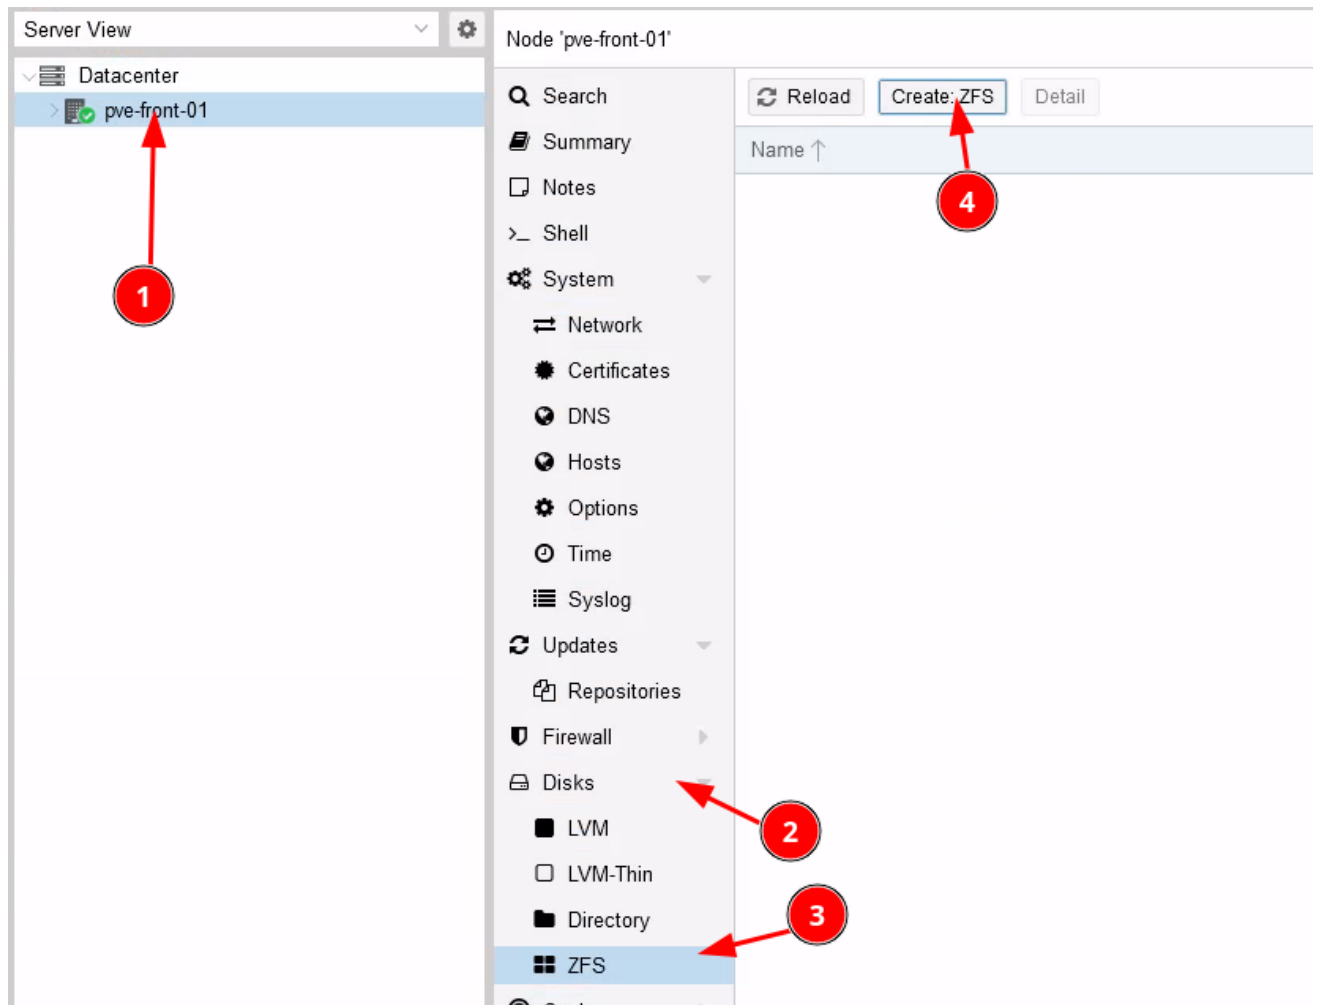 Server View
Datacenter
pve-front-01
1
Node 'pve-front-01'
Search
Summary
Notes
Shell
System
Network
Certificates
DNS
Hosts
Options
Time
Syslog
Updates
Repositories
Firewall
Disks
LVM
LVM-Thin
Directory
ZFS
2
3
Reload
Create: ZFS
Detail
Name
4